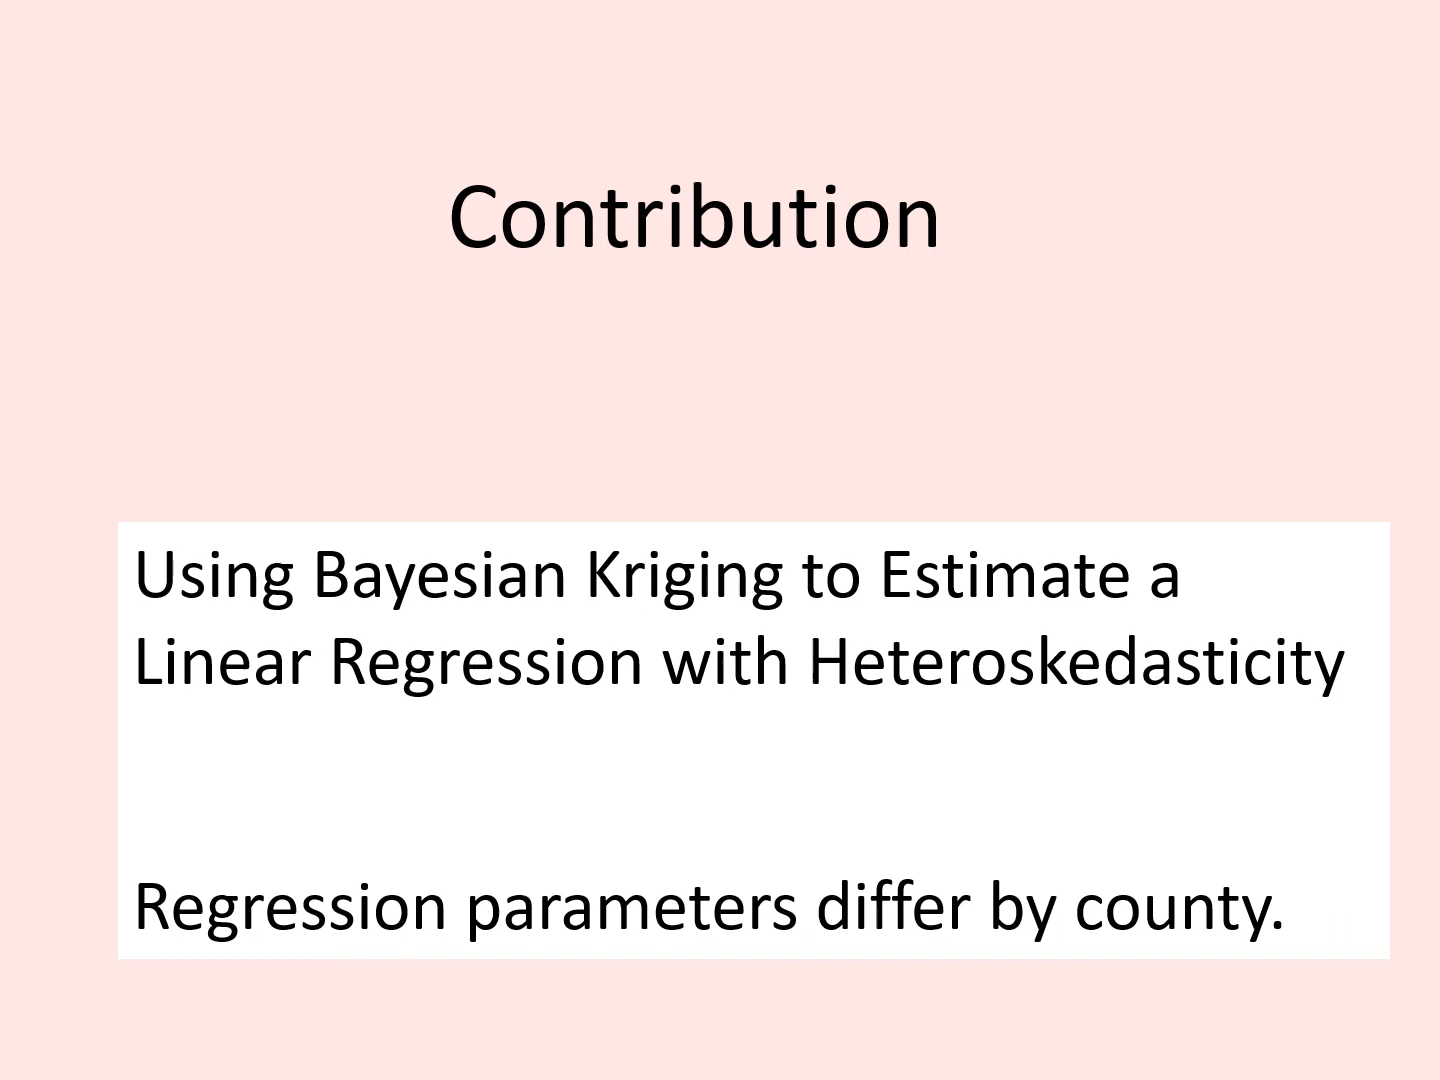 Contribution
Using Bayesian Kriging to Estimate a
Linear Regression with Heteroskedasticity
Regression parameters differ by county.